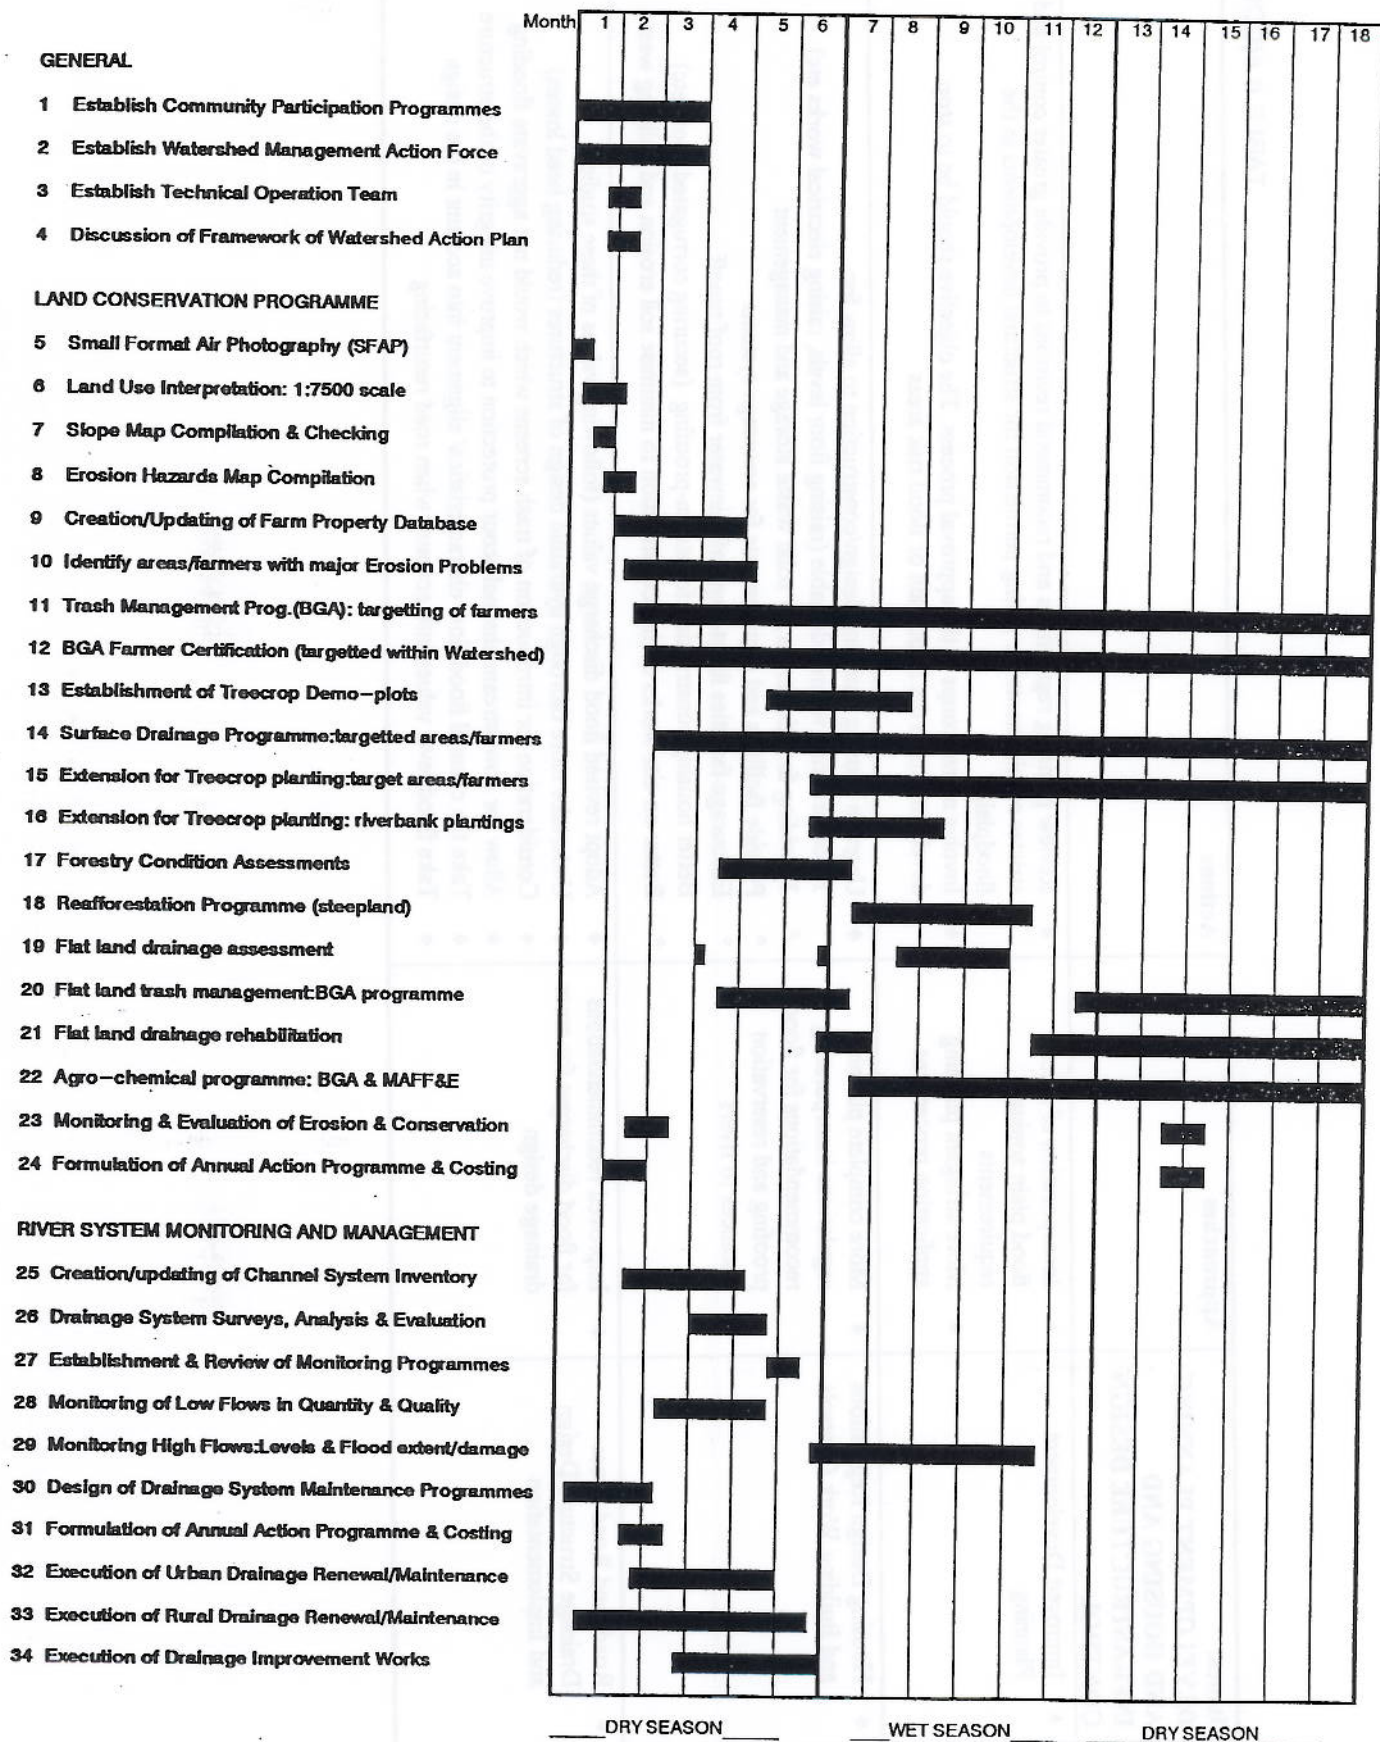 Month 1 2 3 4 5 6 7 8 9 10 11 12 13 14 15 16 17 18
GENERAL
1 Establish Community Participation Programmes
2 Establish Watershed Management Action Force
3 Establish Technical Operation Team
4 Discussion of Framework of Watershed Action Plan
LAND CONSERVATION PROGRAMME
5 Small Format Air Photography (SFAP)
6 Land Use Interpretation: 1:7500 scale
7 Slope Map Compilation & Checking
8 Erosion Hazards Map Compilation
9 Creation/Updating of Farm Property Database
10 Identify areas/farmers with major Erosion Problems
11 Trash Management Prog.(BGA): targetting of farmers
12 BGA Farmer Certification (targetted within Watershed)
13 Establishment of Treecrop Demo-plots
14 Surface Drainage Programme:targetted areas/farmers
15 Extension for Treecrop planting:target areas/farmers
16 Extension for Treecrop planting: riverbank plantings
17 Forestry Condition Assessments
18 Reafforestation Programme (steepland)
19 Flat land drainage assessment
20 Flat land trash management:BGA programme
21 Flat land drainage rehabilitation
22 Agro-chemical programme: BGA & MAFF&E
23 Monitoring & Evaluation of Erosion & Conservation
24 Formulation of Annual Action Programme & Costing
RIVER SYSTEM MONITORING AND MANAGEMENT
25 Creation/updating of Channel System Inventory
26 Drainage System Surveys, Analysis & Evaluation
27 Establishment & Review of Monitoring Programmes
28 Monitoring of Low Flows in Quantity & Quality
29 Monitoring High Flows:Levels & Flood extent/damage
30 Design of Drainage System Maintenance Programmes
31 Formulation of Annual Action Programme & Costing
32 Execution of Urban Drainage Renewal/Maintenance
33 Execution of Rural Drainage Renewal/Maintenance
34 Execution of Drainage Improvement Works
DRY SEASON WET SEASON DRY SEASON